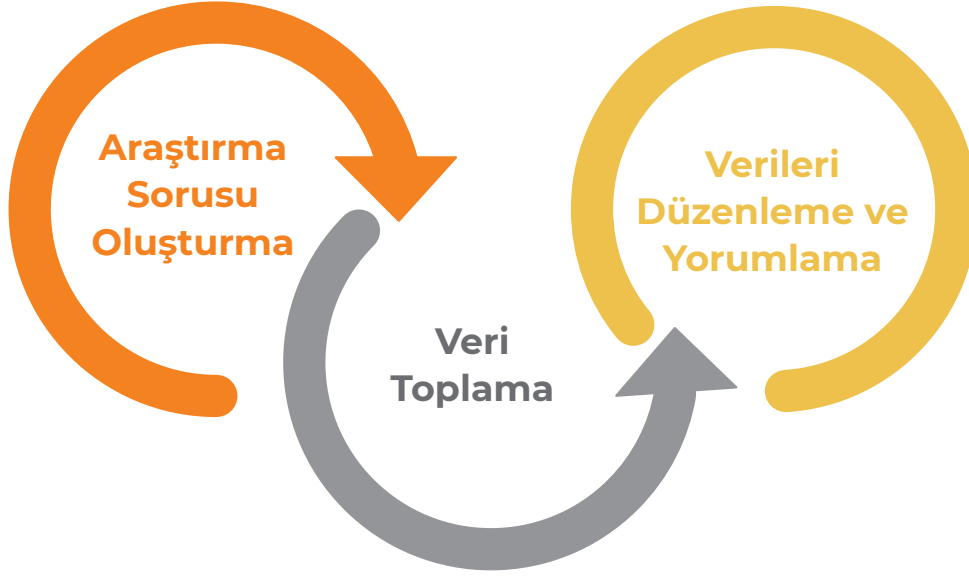 Araştırma
Sorusu
Oluşturma
Veri
Toplama
Verileri
Düzenleme ve
Yorumlama